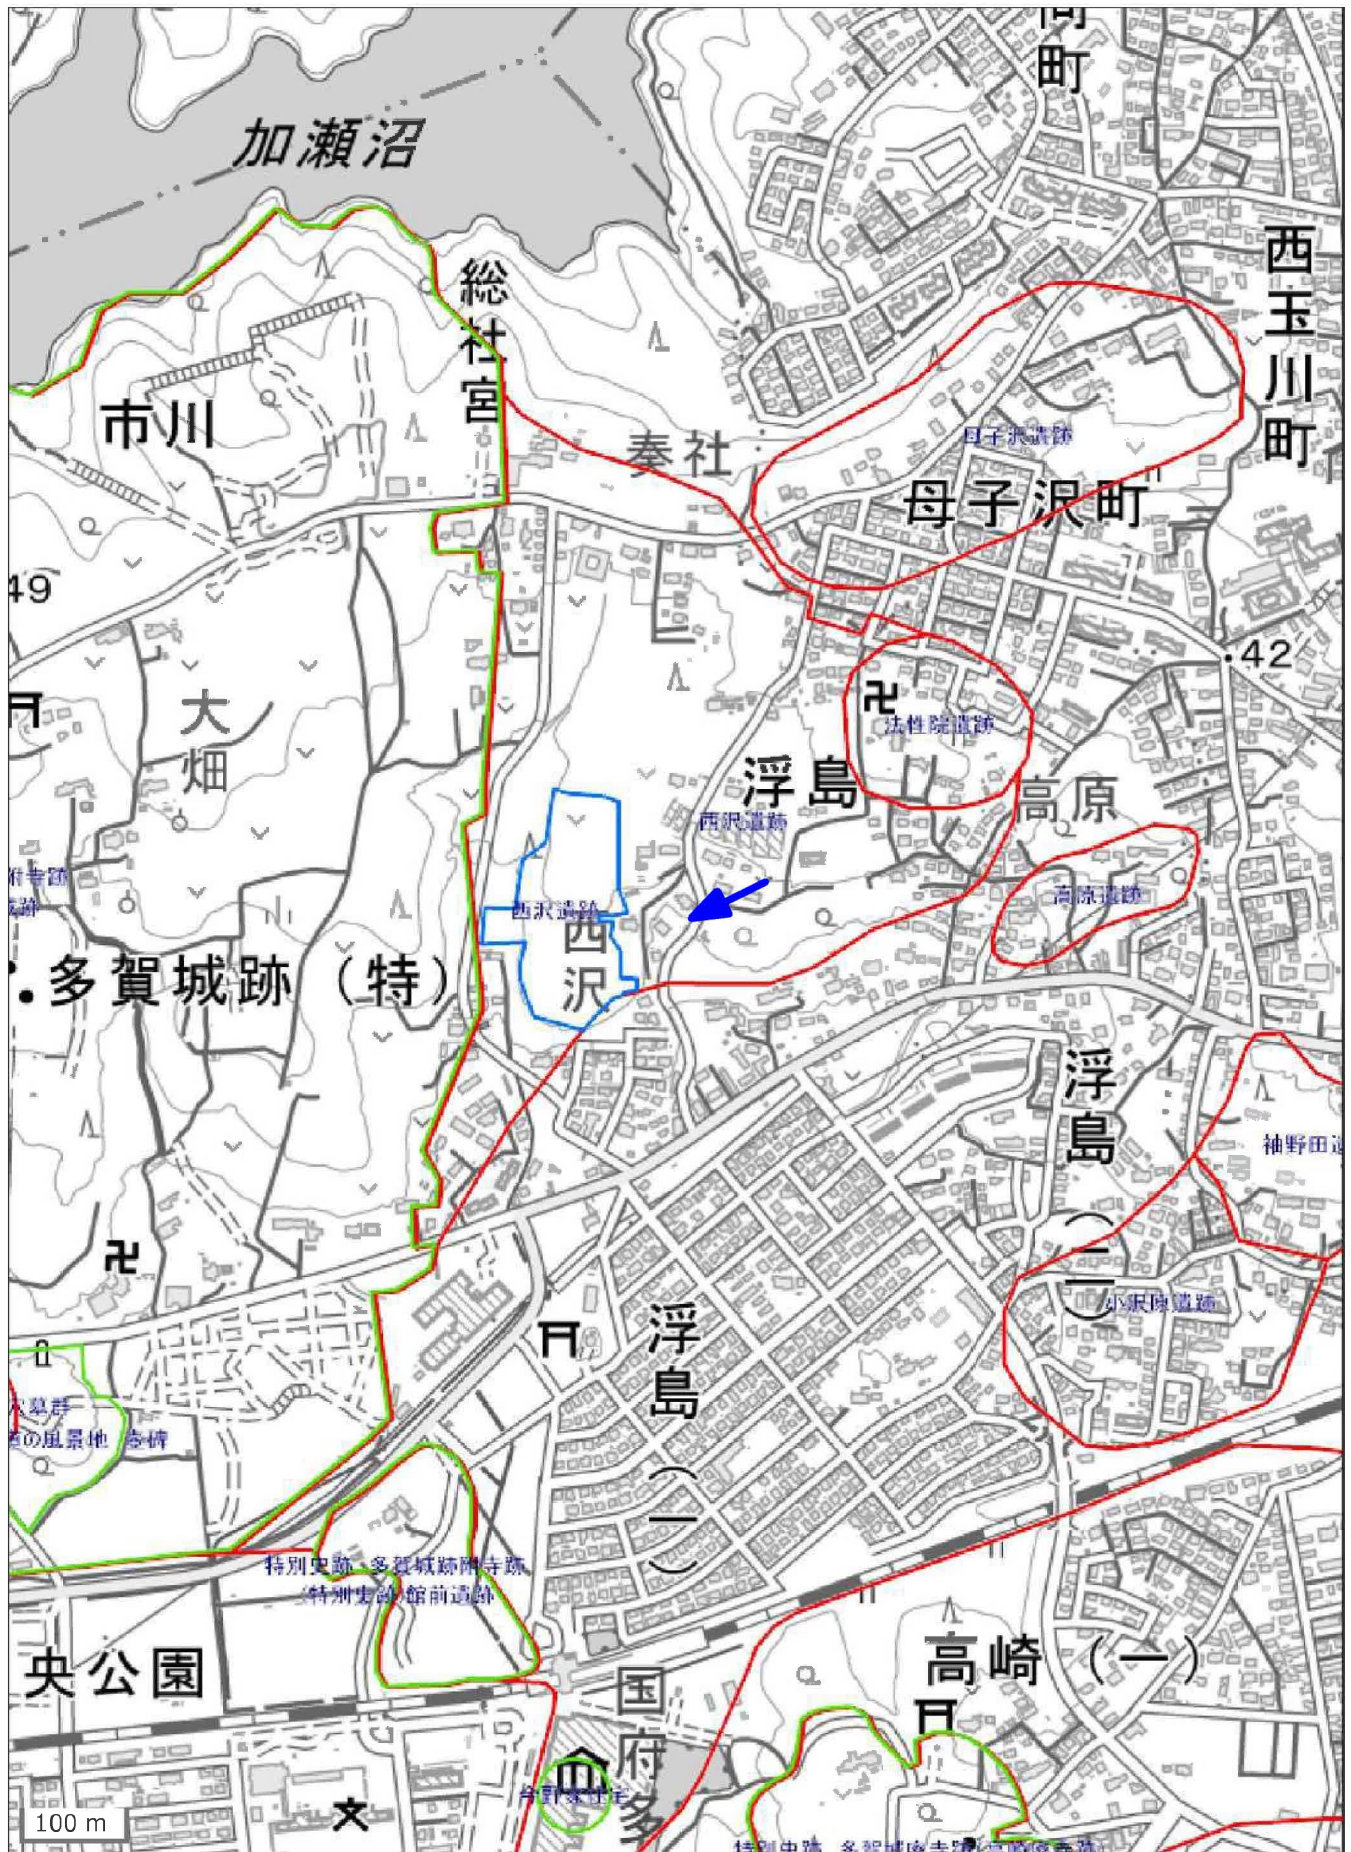 加瀬沼
西玉川町
総社宮
市川
奏社
母子沢遺跡
母子沢町
49
・42
大畑
法性院遺跡
浮島
高原
西沢遺跡
附寺跡
高原遺跡
西沢遺跡
西沢
多賀城跡（特）
浮島（二）
小沢原遺跡
浮島（一）
特別史跡 多賀城跡附寺跡
(特別史跡)館前遺跡
央公園
高崎（一）
国府多
100 m